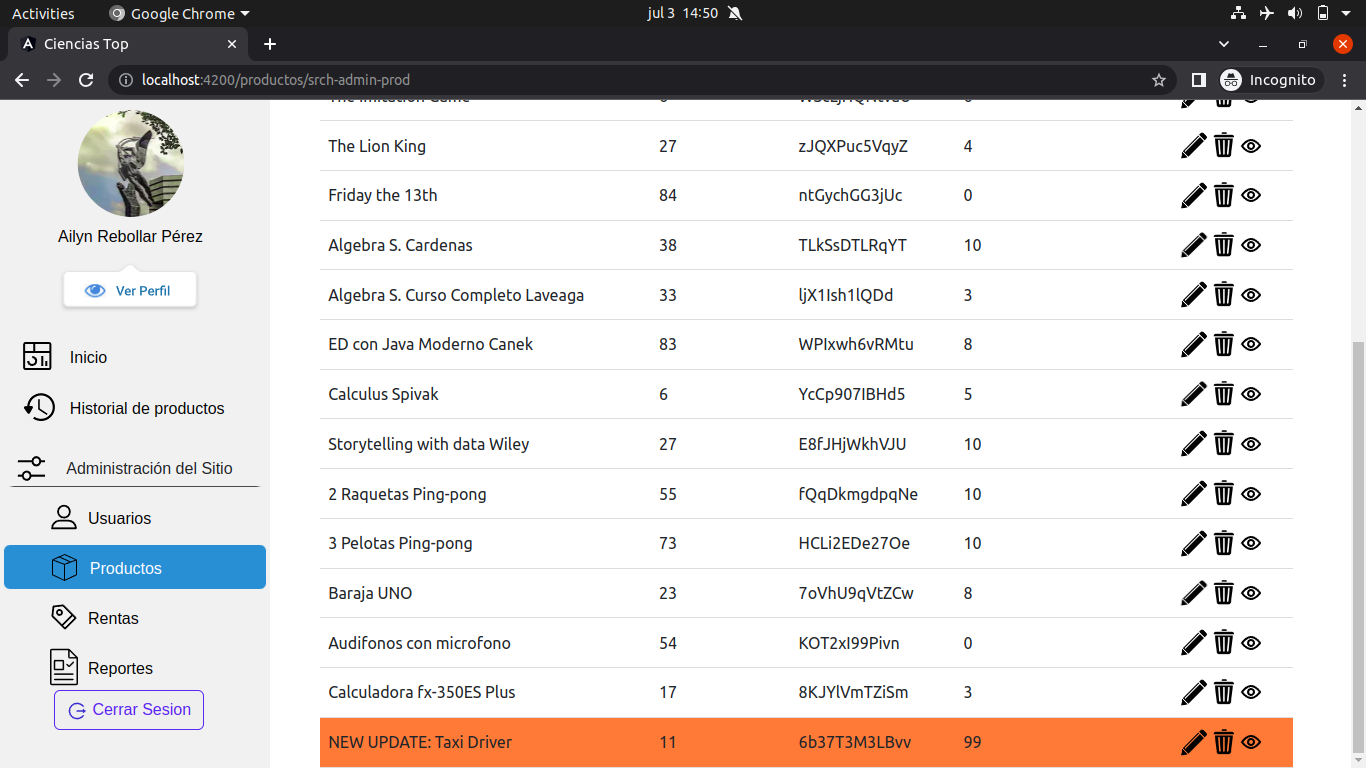 Activities
Google Chrome
jul 3 14:50
Ciencias Top
localhost:4200/productos/srch-admin-prod
Incognito
Ailyn Rebollar Pérez
Ver Perfil
Inicio
Historial de productos
Administración del Sitio
Usuarios
Productos
Rentas
Reportes
Cerrar Sesion
The Lion King 27 zJQXPuc5VqyZ 4
Friday the 13th 84 ntGychGG3jUc 0
Algebra S. Cardenas 38 TLkSsDTLRqYT 10
Algebra S. Curso Completo Laveaga 33 ljX1Ish1lQDd 3
ED con Java Moderno Canek 83 WPIxwh6vRMtu 8
Calculus Spivak 6 YcCp907IBHd5 5
Storytelling with data Wiley 27 E8fJHjWkhVJU 10
2 Raquetas Ping-pong 55 fQqDkmgdpqNe 10
3 Pelotas Ping-pong 73 HCLi2EDe27Oe 10
Baraja UNO 23 7oVhU9qVtZCw 8
Audifonos con microfono 54 KOT2xI99Pivn 0
Calculadora fx-350ES Plus 17 8KJYlVmTZiSm 3
NEW UPDATE: Taxi Driver 11 6b37T3M3LBvv 99